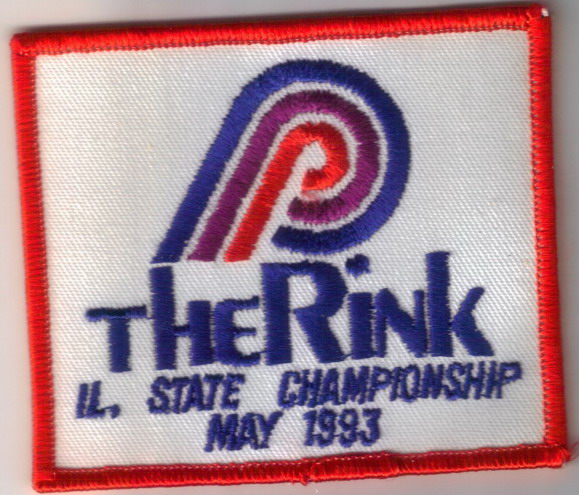 THE RINK
IL. STATE CHAMPIONSHIP
MAY 1993